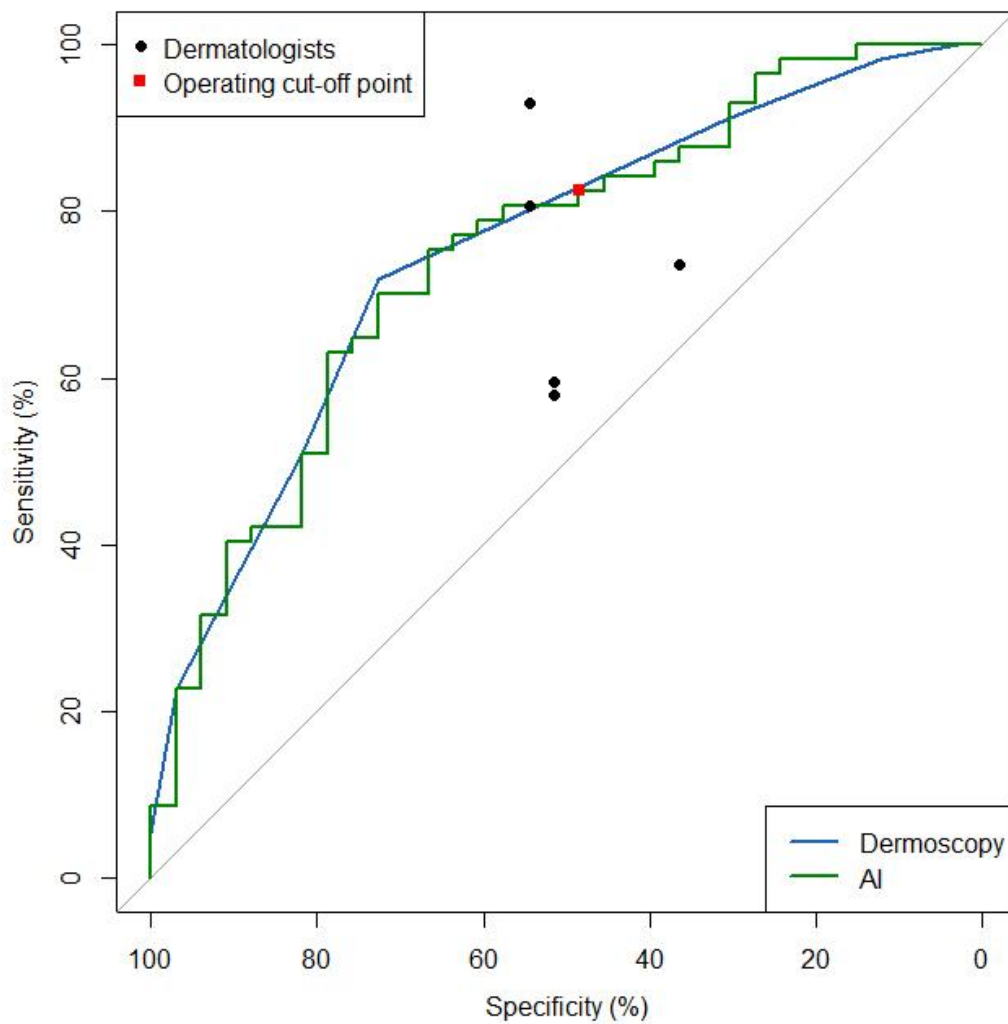 Dermatologists
Operating cut-off point
100
80
60
40
20
0
Sensitivity (%)
Dermoscopy
AI
100
80
60
40
20
0
Specificity (%)